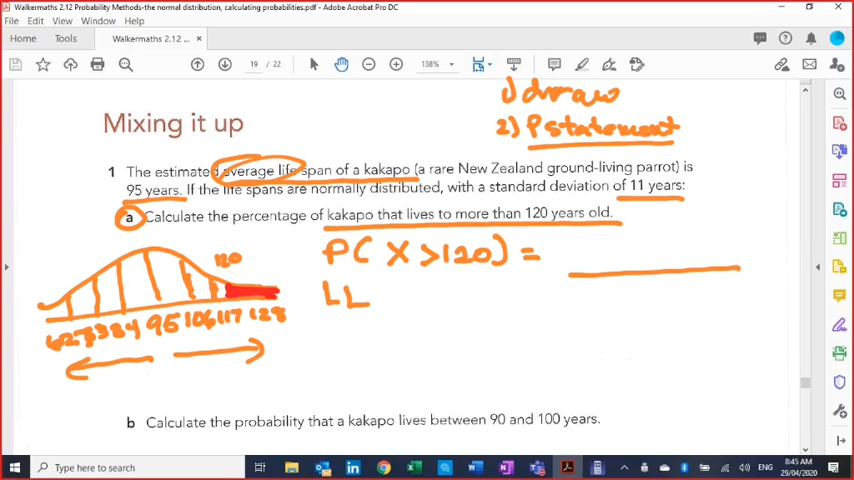 Walkermaths 2.12 Probability Methods-the normal distribution, calculating probabilities.pdf - Adobe Acrobat Pro DC
File Edit View Window Help
Home Tools Walkermaths 2.12 ... ×
19 / 22 138%
1) draw
2) P statement
Mixing it up
1 The estimated average life span of a kakapo (a rare New Zealand ground-living parrot) is
95 years. If the life spans are normally distributed, with a standard deviation of 11 years:
a Calculate the percentage of kakapo that lives to more than 120 years old.
P( X >120) =
120
LL
62 73 84 95 106 117 128
b Calculate the probability that a kakapo lives between 90 and 100 years.
Type here to search
ENG
8:45 AM
29/04/2020